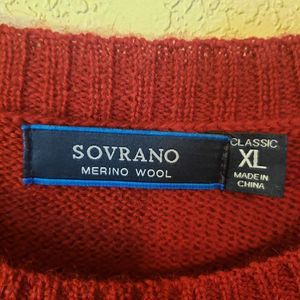 SOVRANO
MERINO WOOL
CLASSIC
XL
MADE IN
CHINA